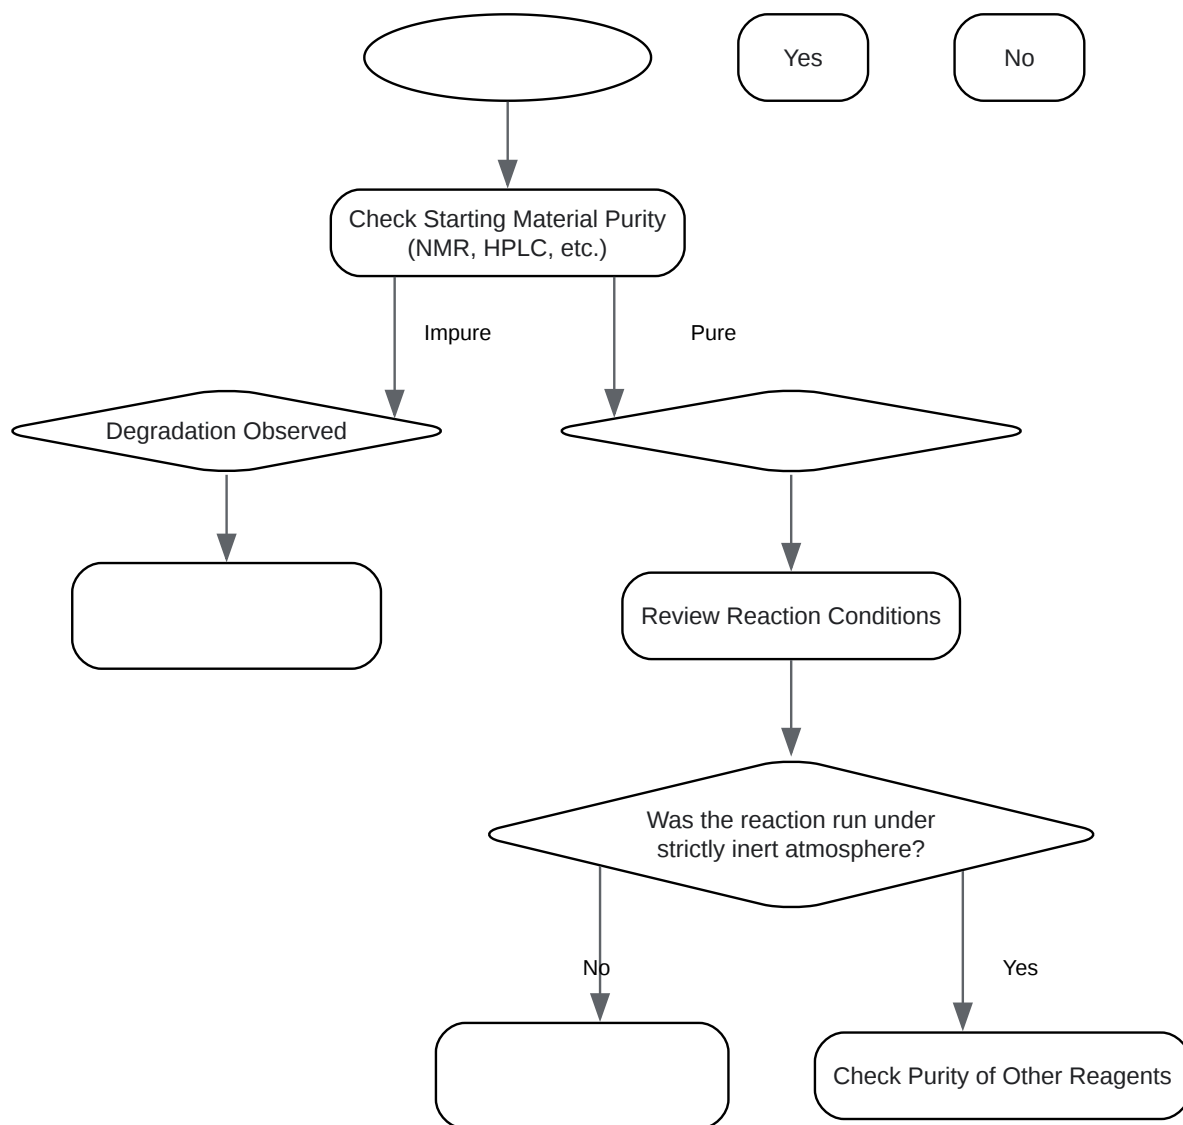 Yes
No
Check Starting Material Purity
(NMR, HPLC, etc.)
Impure
Pure
Degradation Observed
Review Reaction Conditions
Was the reaction run under
strictly inert atmosphere?
No
Yes
Check Purity of Other Reagents